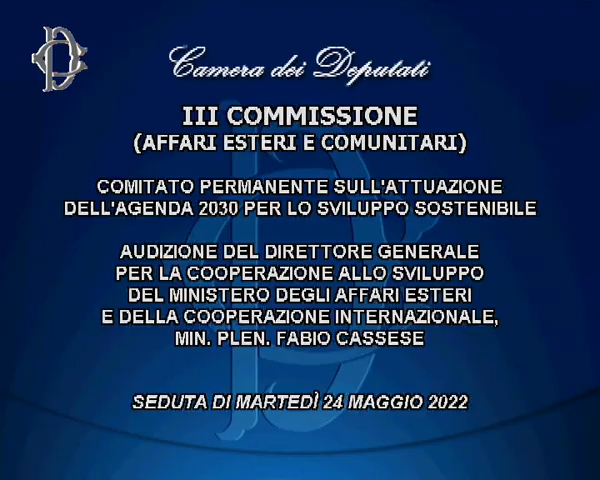 Camera dei Deputati
III COMMISSIONE
(AFFARI ESTERI E COMUNITARI)
COMITATO PERMANENTE SULL'ATTUAZIONE
DELL'AGENDA 2030 PER LO SVILUPPO SOSTENIBILE
AUDIZIONE DEL DIRETTORE GENERALE
PER LA COOPERAZIONE ALLO SVILUPPO
DEL MINISTERO DEGLI AFFARI ESTERI
E DELLA COOPERAZIONE INTERNAZIONALE,
MIN. PLEN. FABIO CASSESE
SEDUTA DI MARTEDÌ 24 MAGGIO 2022